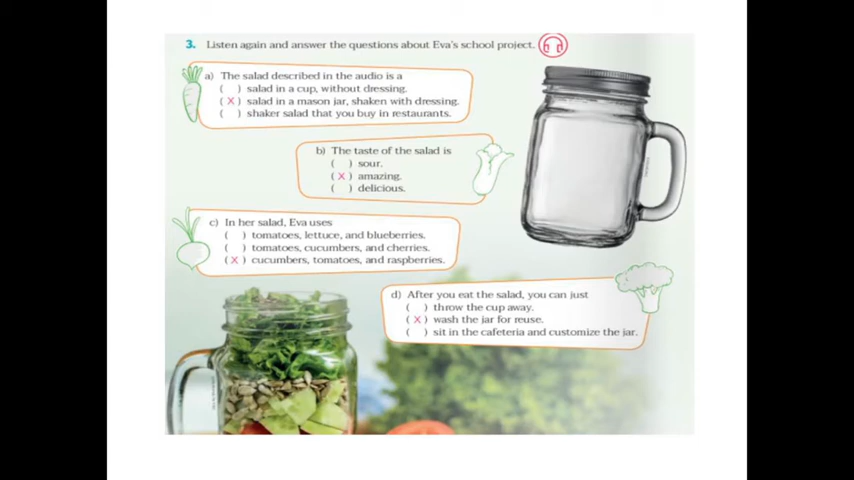 3. Listen again and answer the questions about Eva's school project.
a) The salad described in the audio is a
( ) salad in a cup, without dressing.
( X ) salad in a mason jar, shaken with dressing.
( ) shaker salad that you buy in restaurants.
b) The taste of the salad is
( ) sour.
( X ) amazing.
( ) delicious.
c) In her salad, Eva uses
( ) tomatoes, lettuce, and blueberries.
( ) tomatoes, cucumbers, and cherries.
( X ) cucumbers, tomatoes, and raspberries.
d) After you eat the salad, you can just
( ) throw the cup away.
( X ) wash the jar for reuse.
( ) sit in the cafeteria and customize the jar.